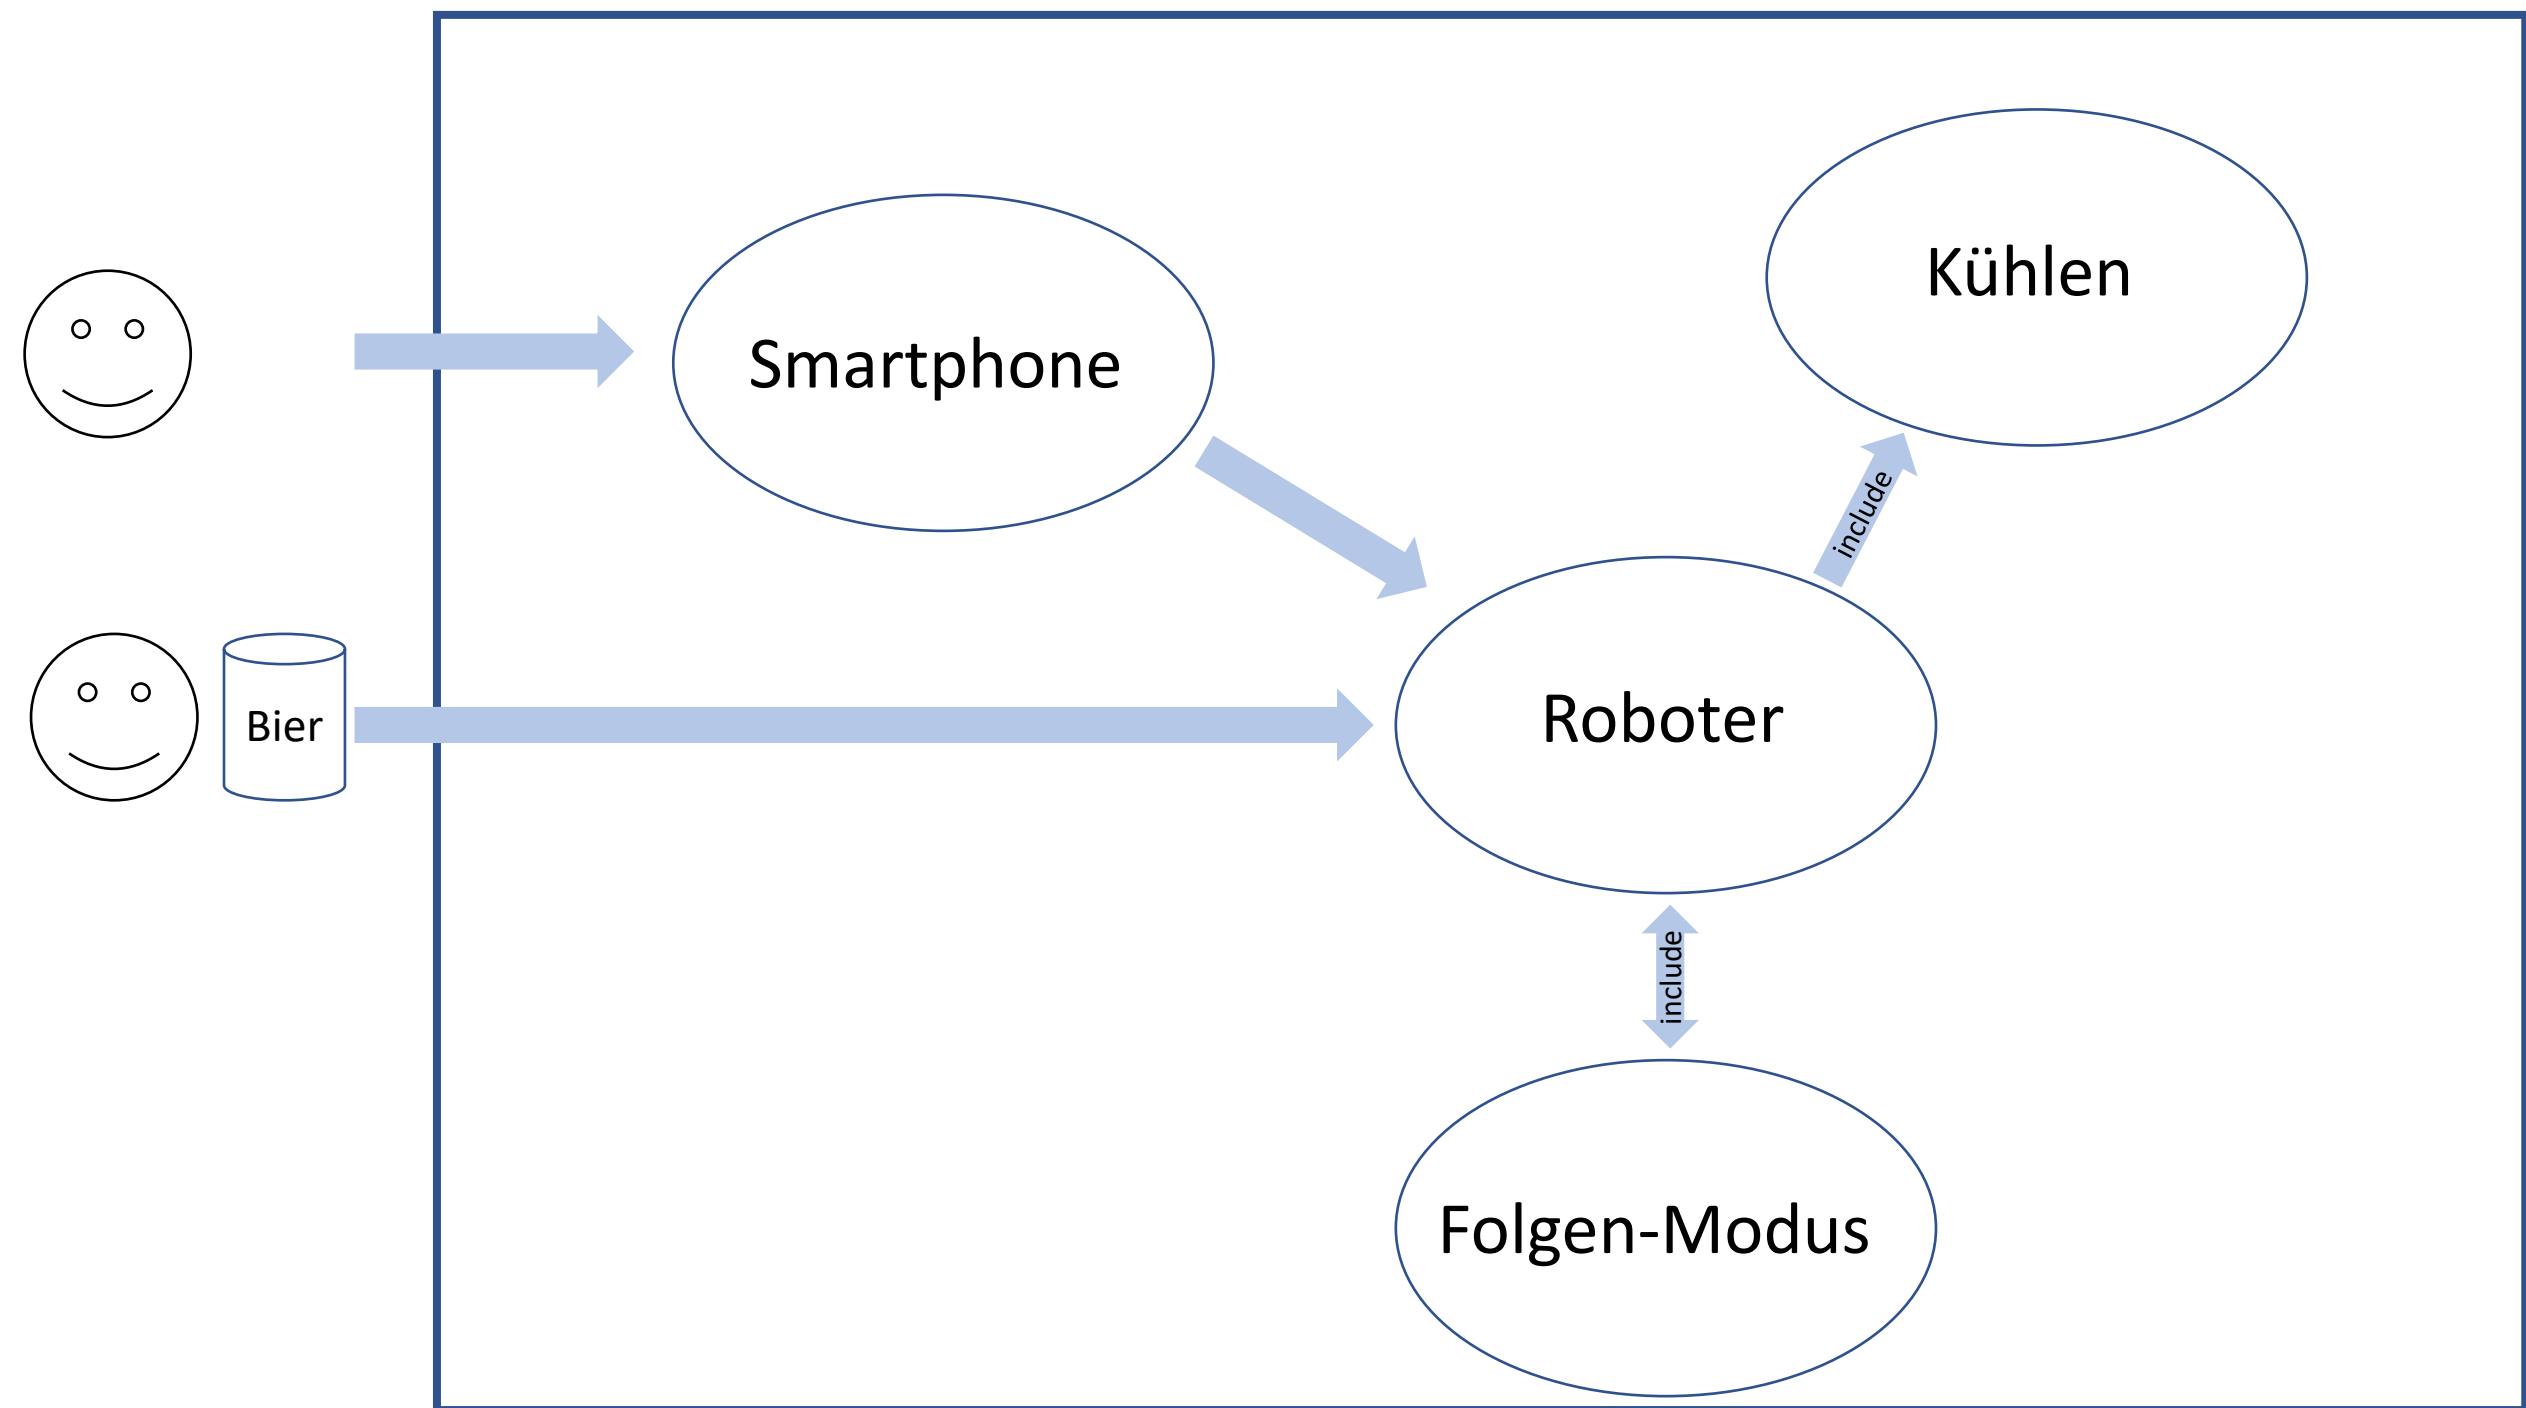 Kühlen
Smartphone
include
Bier
Roboter
include
Folgen-Modus